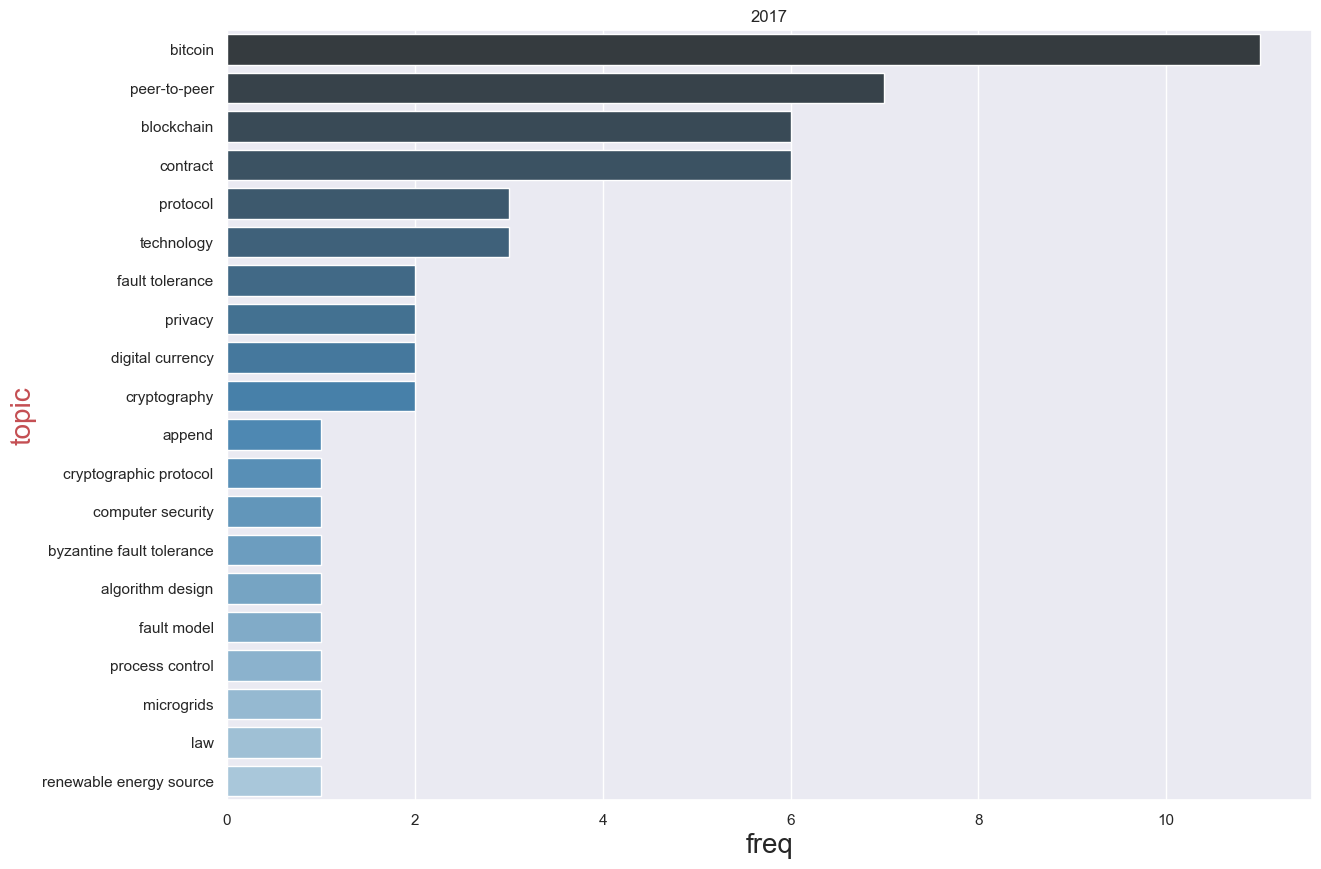 2017
bitcoin
peer-to-peer
blockchain
contract
protocol
technology
fault tolerance
privacy
digital currency
cryptography
append
cryptographic protocol
computer security
byzantine fault tolerance
algorithm design
fault model
process control
microgrids
law
renewable energy source
topic
0 2 4 6 8 10
freq